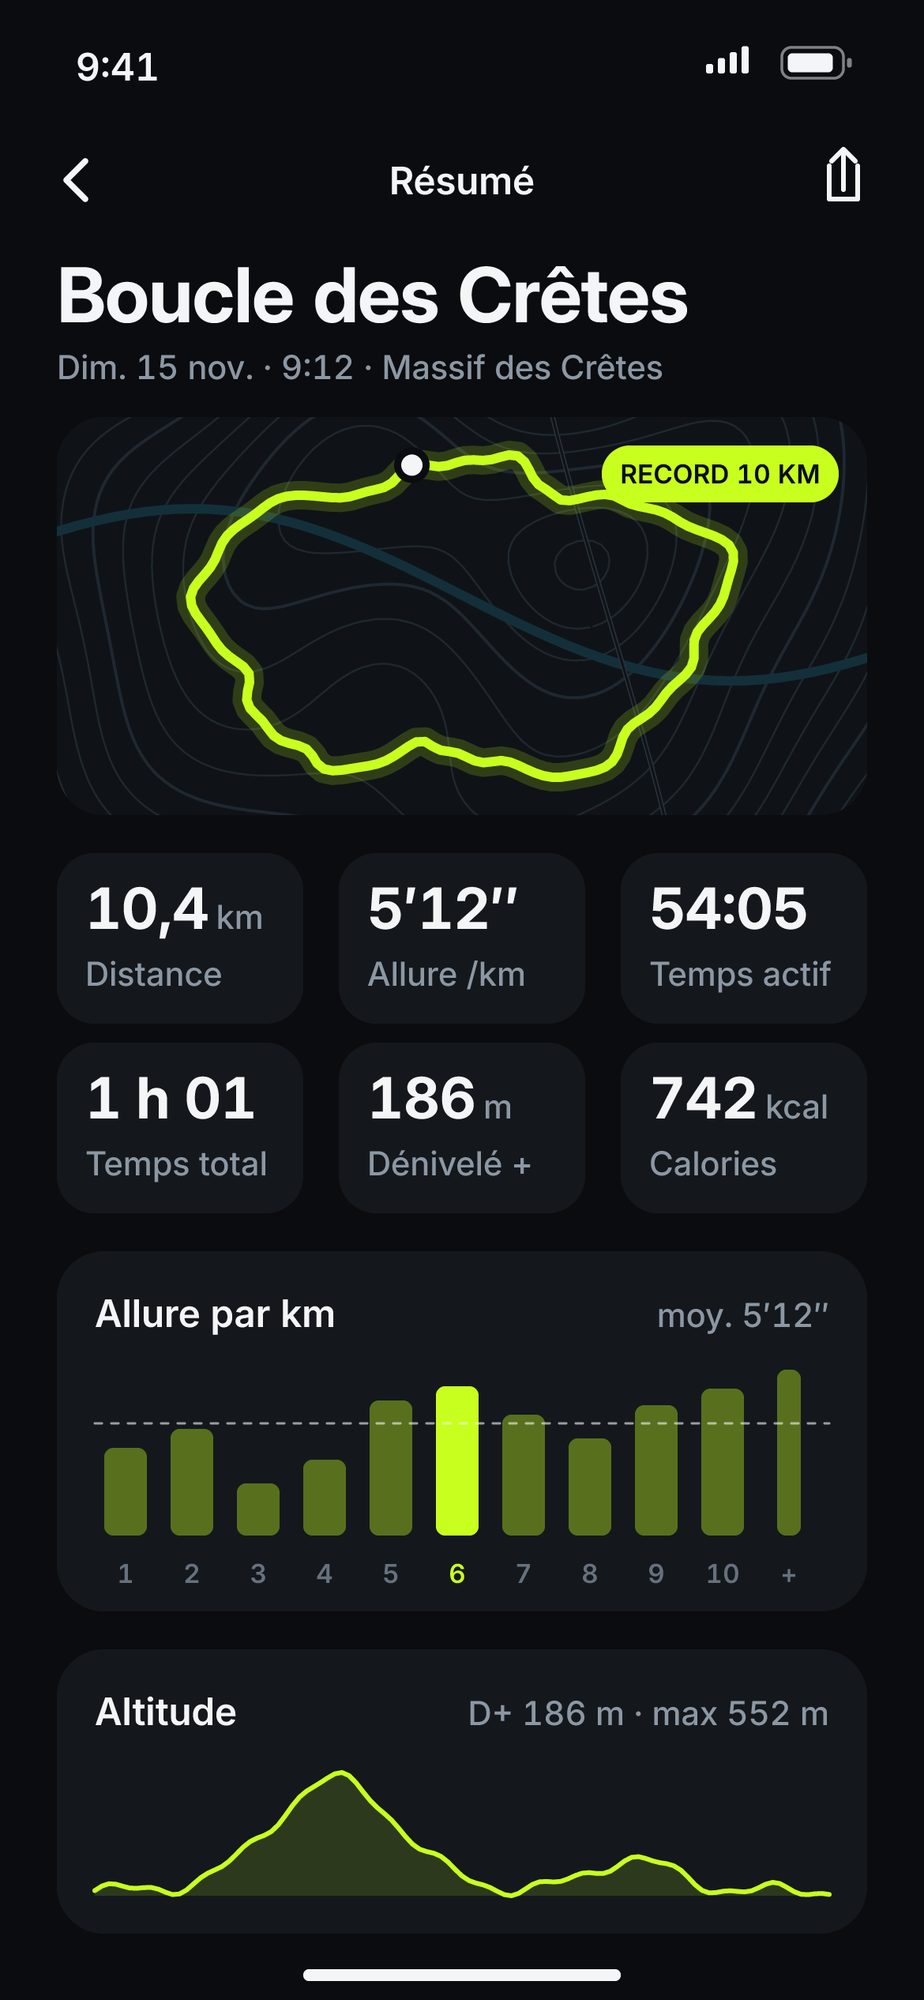 9:41
Résumé
Boucle des Crêtes
Dim. 15 nov. · 9:12 · Massif des Crêtes
RECORD 10 KM
10,4 km
Distance
5′12″
Allure /km
54:05
Temps actif
1 h 01
Temps total
186 m
Dénivelé +
742 kcal
Calories
Allure par km
moy. 5′12″
1 2 3 4 5 6 7 8 9 10 +
Altitude
D+ 186 m · max 552 m